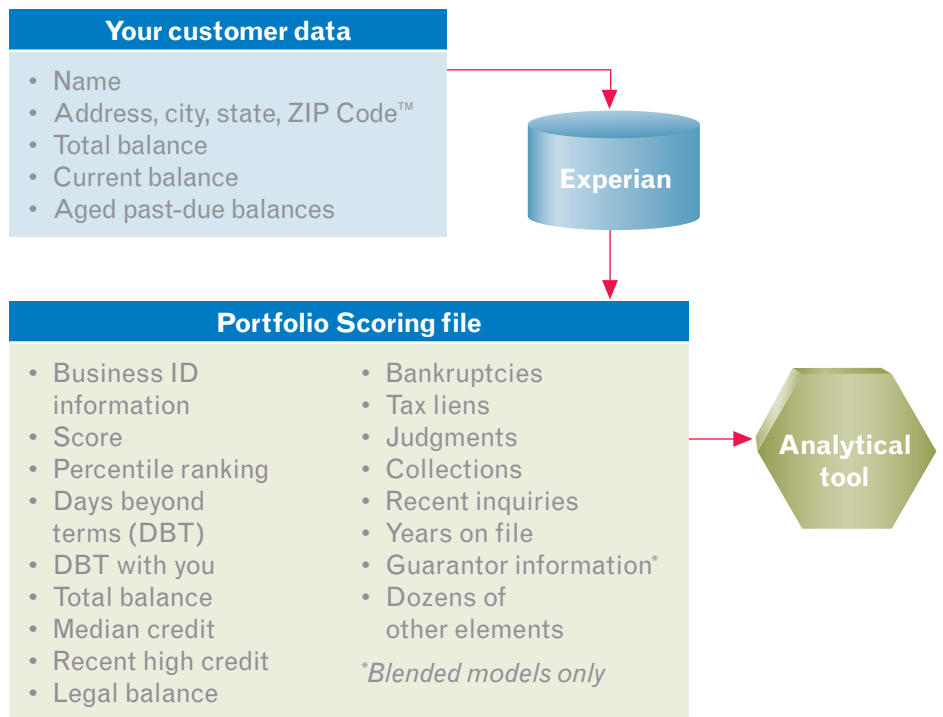 Your customer data
• Name
• Address, city, state, ZIP Code™
• Total balance
• Current balance
• Aged past-due balances
Experian
Portfolio Scoring file
• Business ID
information
• Score
• Percentile ranking
• Days beyond
terms (DBT)
• DBT with you
• Total balance
• Median credit
• Recent high credit
• Legal balance
• Bankruptcies
• Tax liens
• Judgments
• Collections
• Recent inquiries
• Years on file
• Guarantor information*
• Dozens of
other elements
*Blended models only
Analytical
tool